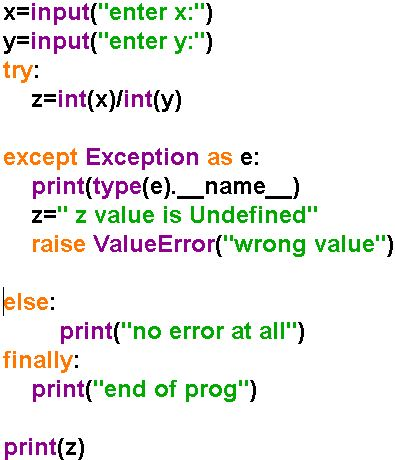 x=input("enter x:")
y=input("enter y:")
try:
    z=int(x)/int(y)

except Exception as e:
    print(type(e).__name__)
    z=" z value is Undefined"
    raise ValueError("wrong value")

else:
        print("no error at all")
finally:
    print("end of prog")

print(z)